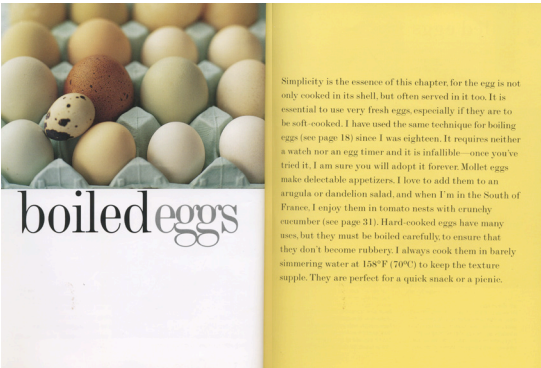 boiled eggs
Simplicity is the essence of this chapter, for the egg is not
only cooked in its shell, but often served in it too. It is
essential to use very fresh eggs, especially if they are to
be soft-cooked. I have used the same technique for boiling
eggs (see page 18) since I was eighteen. It requires neither
a watch nor an egg timer and it is infallible—once you've
tried it, I am sure you will adopt it forever. Mollet eggs
make delectable appetizers. I love to add them to an
arugula or dandelion salad, and when I'm in the South of
France, I enjoy them in tomato nests with crunchy
cucumber (see page 31). Hard-cooked eggs have many
uses, but they must be boiled carefully, to ensure that
they don't become rubbery. I always cook them in barely
simmering water at 158°F (70°C) to keep the texture
supple. They are perfect for a quick snack or a picnic.